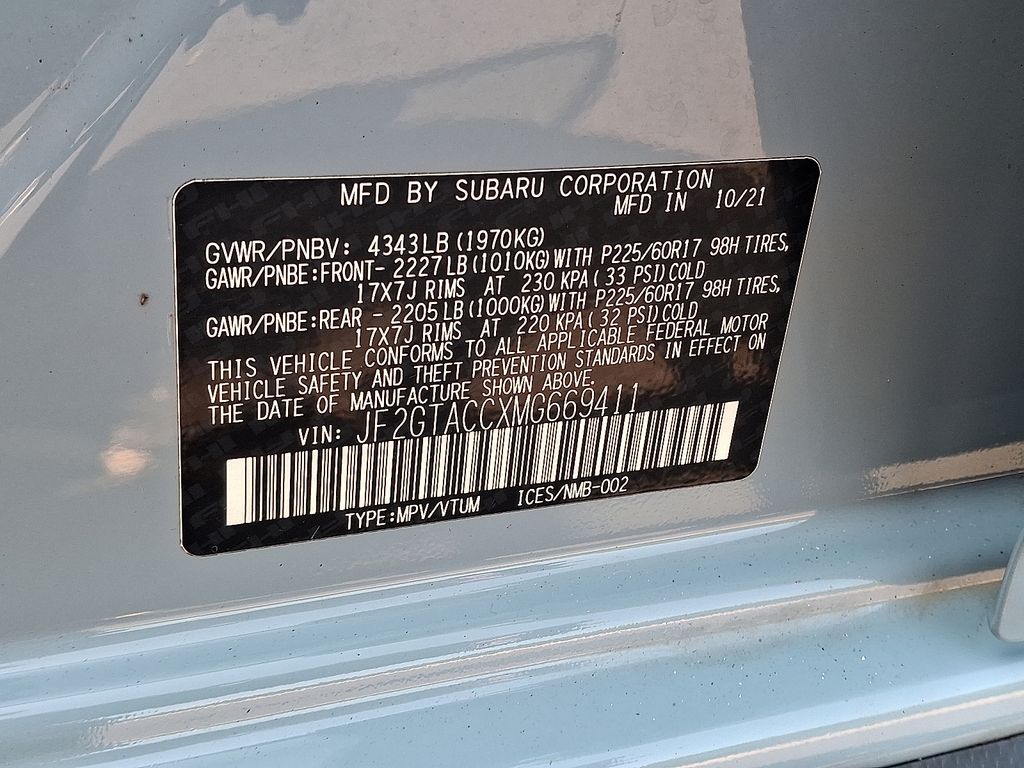 MFD BY SUBARU CORPORATION
MFD IN 10/21
GVWR/PNBV: 4343LB (1970KG)
GAWR/PNBE:FRONT- 2227LB (1010KG) WITH P225/60R17 98H TIRES,
17X7J RIMS AT 230 KPA ( 33 PSI) COLD
GAWR/PNBE:REAR - 2205LB (1000KG) WITH P225/60R17 98H TIRES,
17X7J RIMS AT 220 KPA ( 32 PSI) COLD
THIS VEHICLE CONFORMS TO ALL APPLICABLE FEDERAL MOTOR
VEHICLE SAFETY AND THEFT PREVENTION STANDARDS IN EFFECT ON
THE DATE OF MANUFACTURE SHOWN ABOVE.
VIN: JF2GTACCXMG669411
TYPE:MPV/VTUM ICES/NMB-002